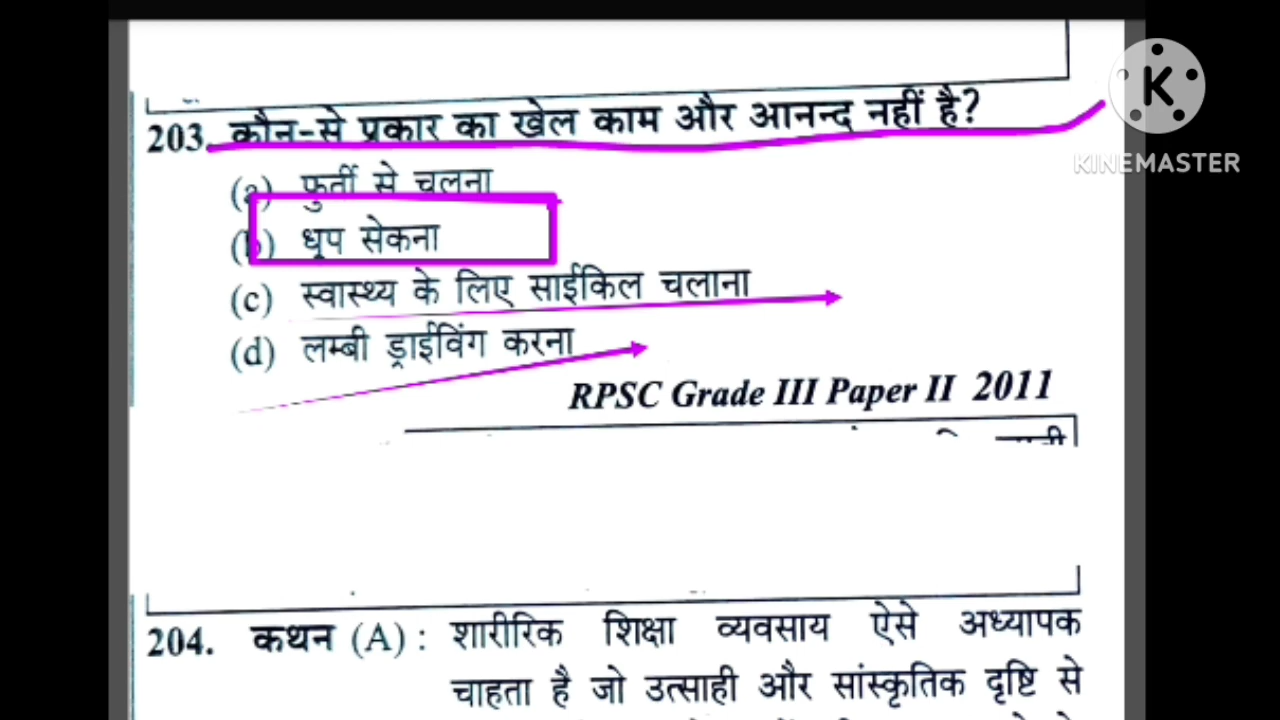 KINEMASTER
203. कौन-से प्रकार का खेल काम और आनन्द नहीं है?
(a) फुर्ती से चलना
(b) धूप सेकना
(c) स्वास्थ्य के लिए साईकिल चलाना
(d) लम्बी ड्राईविंग करना
RPSC Grade III Paper II 2011
204. कथन (A) : शारीरिक शिक्षा व्यवसाय ऐसे अध्यापक
चाहता है जो उत्साही और सांस्कृतिक दृष्टि से